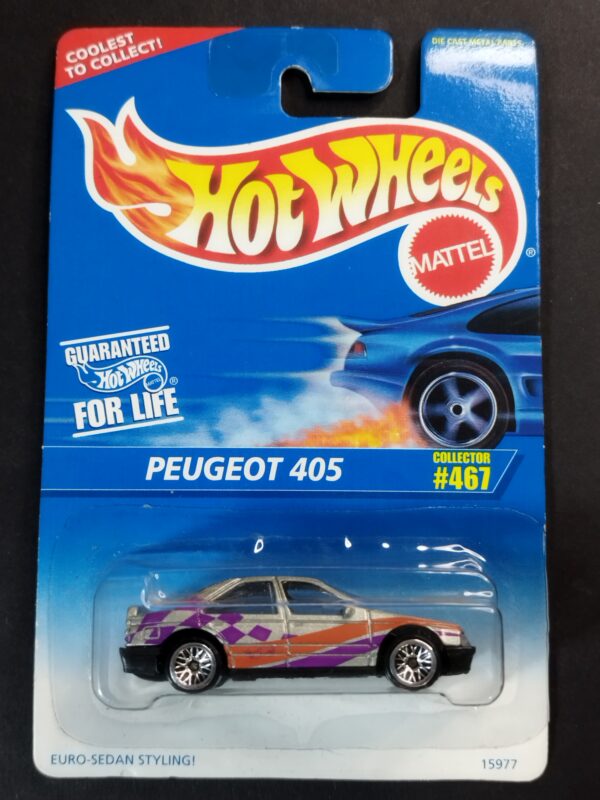 COOLEST
TO COLLECT!
DIE CAST METAL PARTS
HOT WHEELS
MATTEL
®
GUARANTEED
HOT WHEELS
MATTEL
®
FOR LIFE
PEUGEOT 405
COLLECTOR
#467
EURO-SEDAN STYLING!
15977